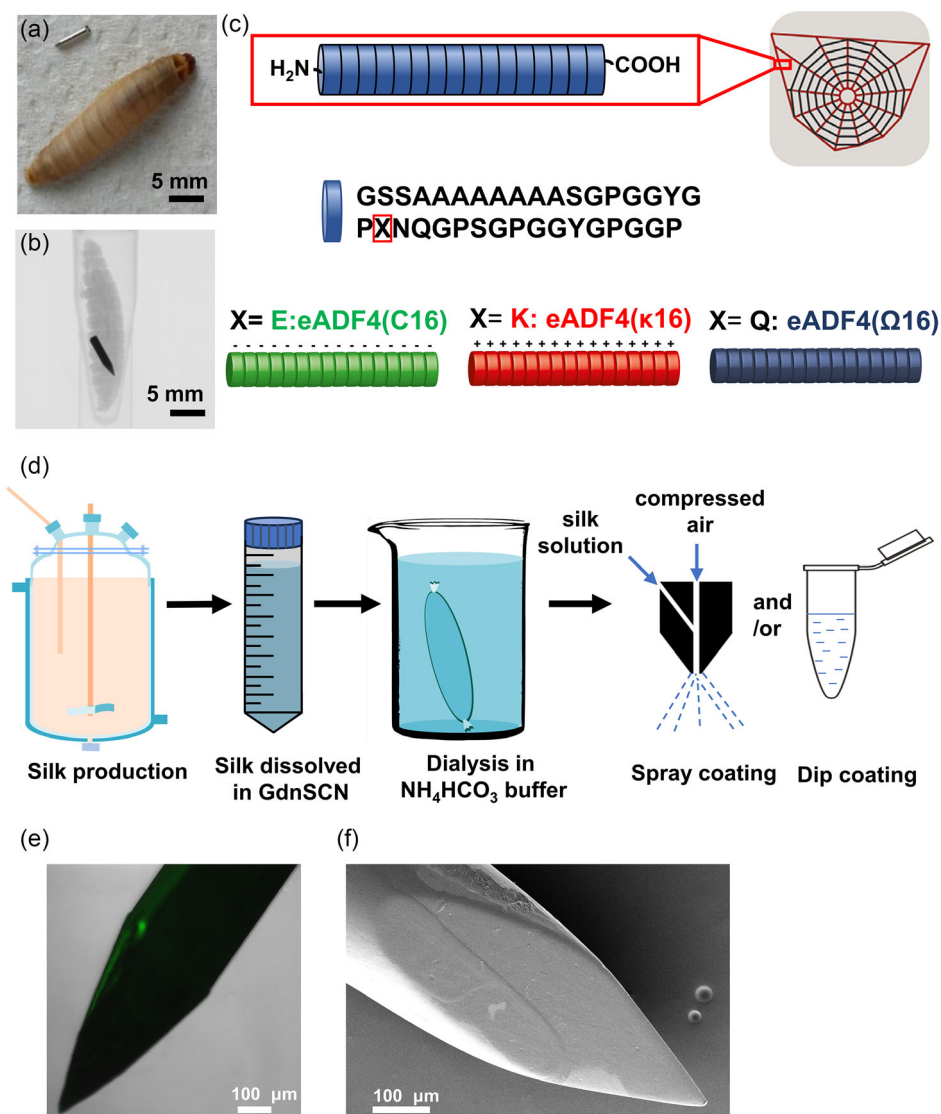 (a)
5 mm
(b)
5 mm
(c)
H₂N
COOH
GSSAAAAAAAASGPGGYG
PXNQGPSGPGGYGPGGP
X= E:eADF4(C16)
- - - - - - - - - - - - - - - -
X= K: eADF4(κ16)
+ + + + + + + + + + + + + + + +
X= Q: eADF4(Ω16)
(d)
Silk production
Silk dissolved
in GdnSCN
Dialysis in
NH₄HCO₃ buffer
silk
solution
compressed
air
Spray coating
and
/or
Dip coating
(e)
100 µm
(f)
100 µm